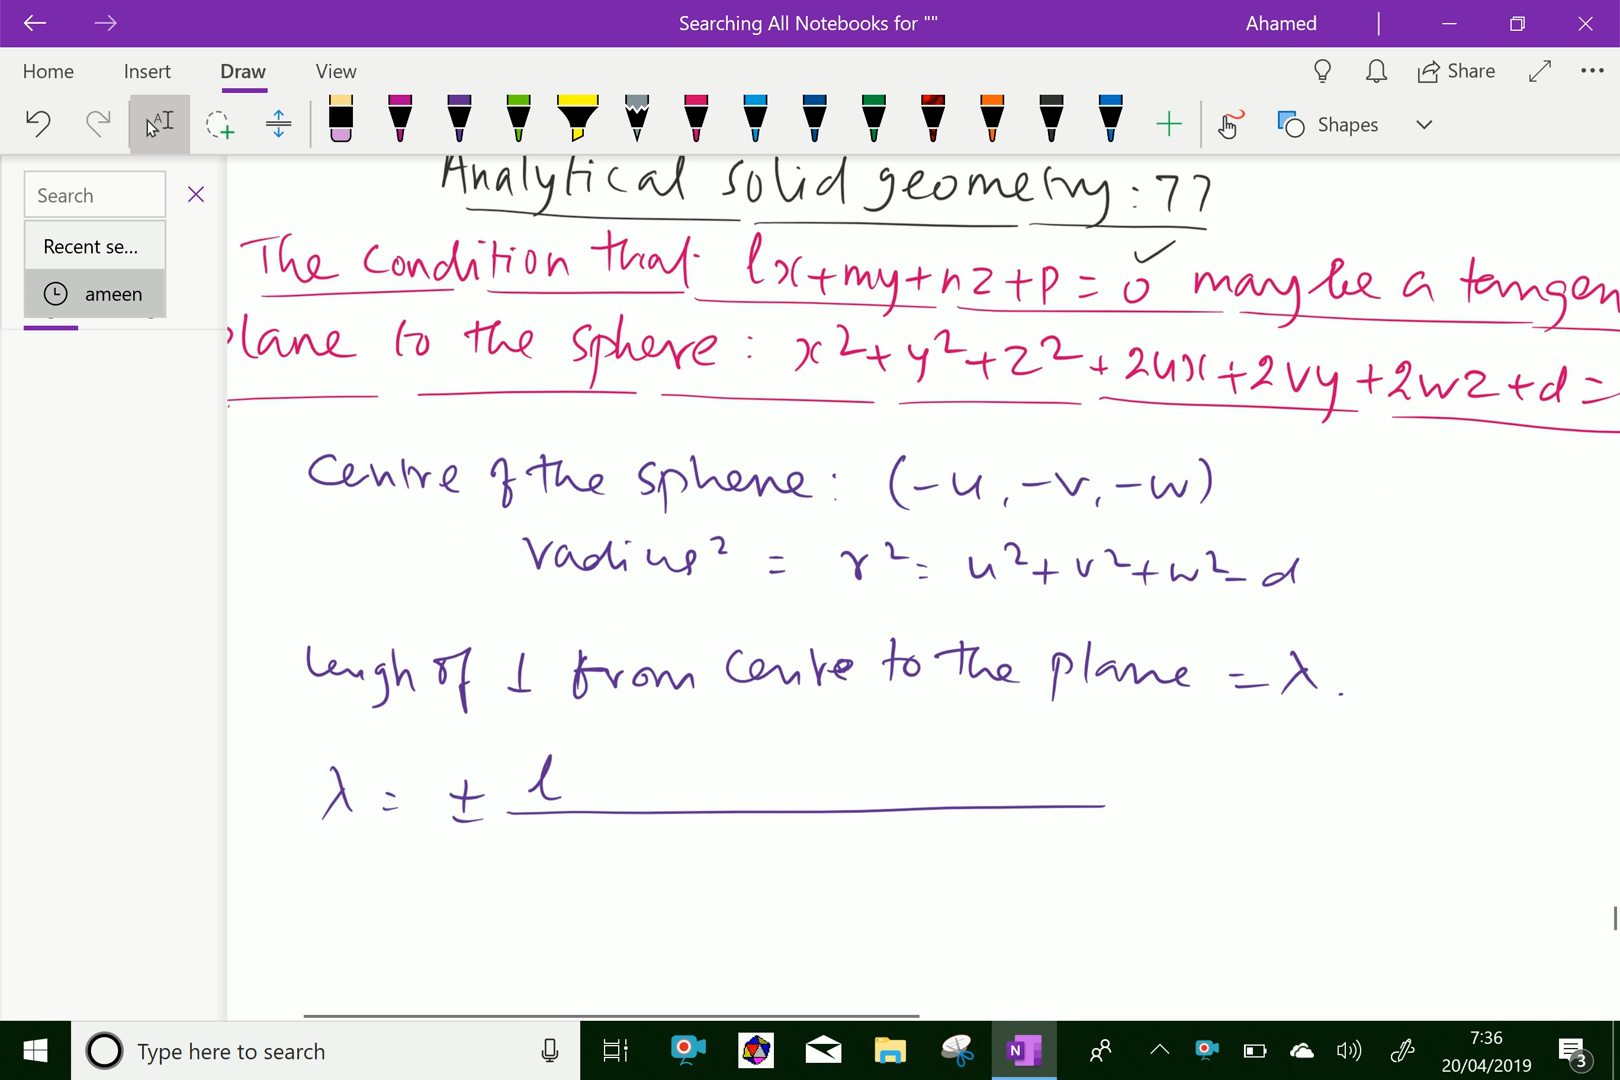 Searching All Notebooks for ""
Ahamed
Home Insert Draw View
Share
Shapes
Search
Recent se...
ameen
Analytical solid geometry: 77
The condition that lx+my+nz+p=0 may be a tangen
lane to the sphere: x²+y²+z²+2ux+2vy+2wz+d=
Centre of the sphere: (-u, -v, -w)
radius² = r² = u²+v²+w²-d
Lengh of ⊥ from centre to the plane = λ.
λ = ± l
Type here to search
N
7:36
20/04/2019
3